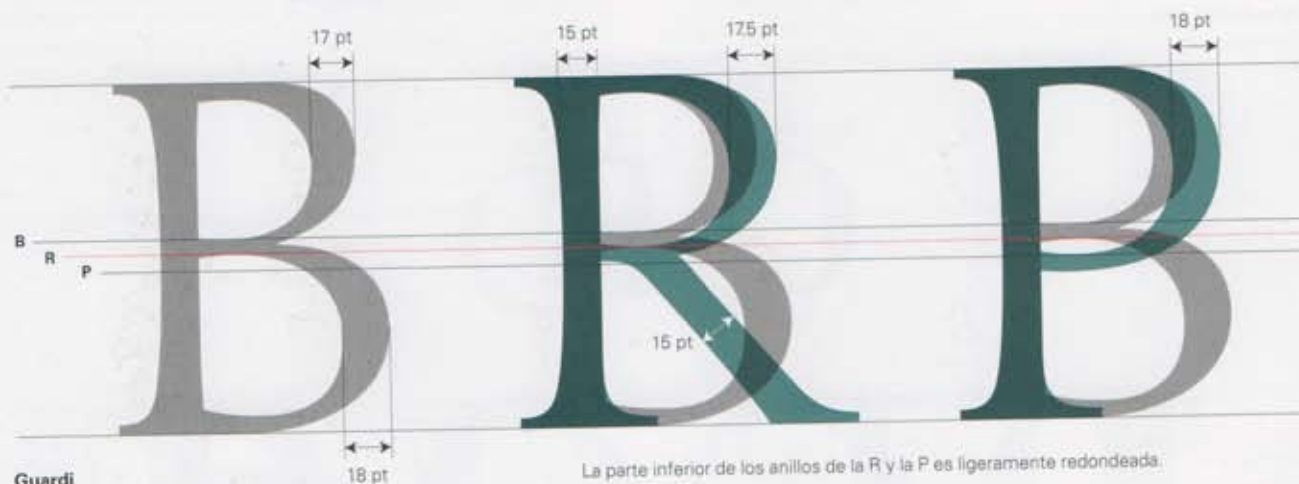 17 pt
15 pt
17.5 pt
18 pt
B R B
B
R
P
15 pt
18 pt
Guardi
La parte inferior de los anillos de la R y la P es ligeramente redondeada.